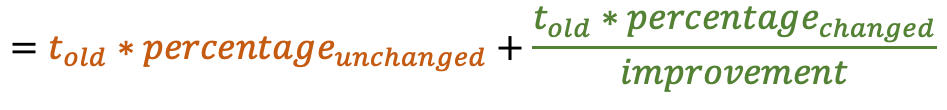 = t_old * percentage_unchanged + t_old * percentage_changed / improvement